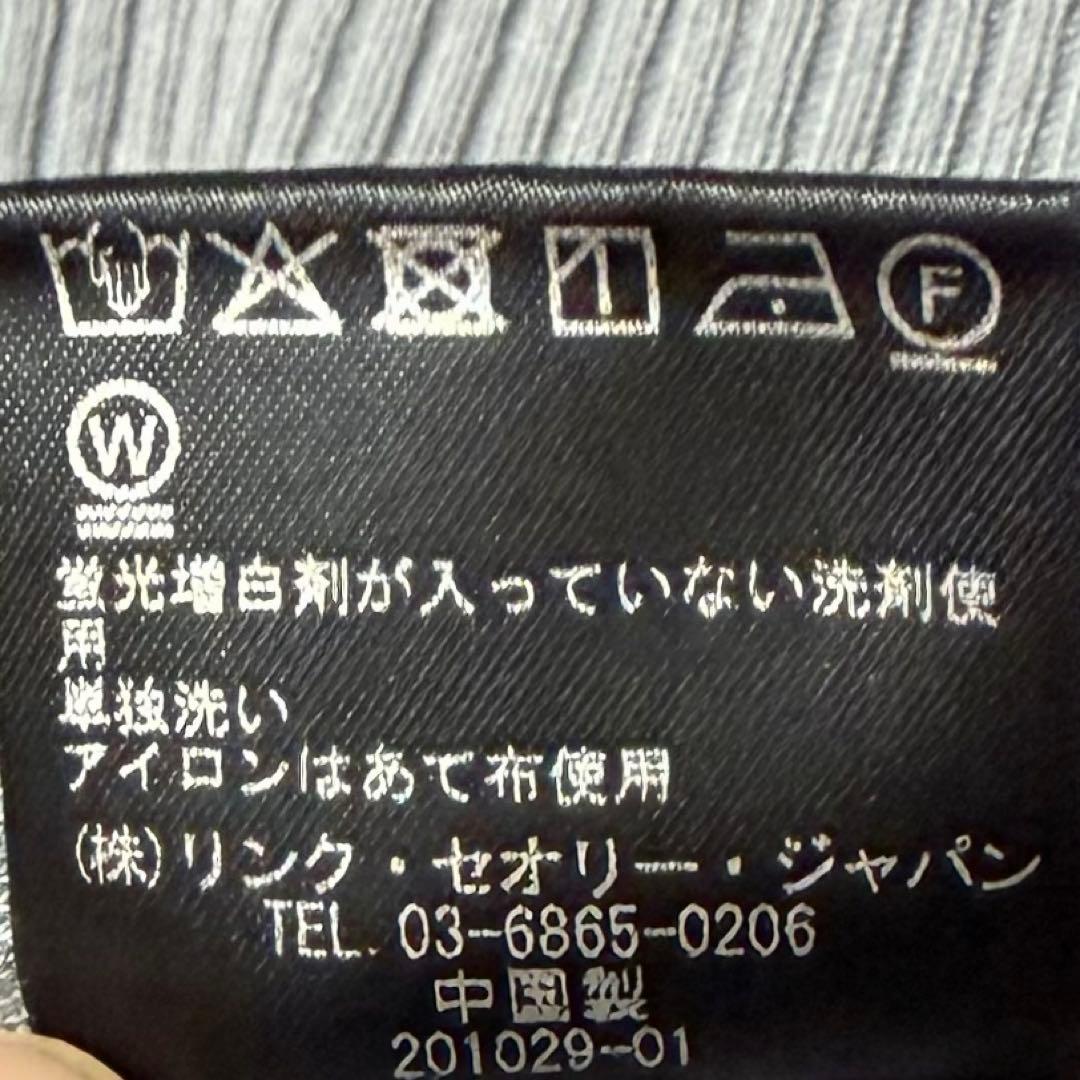 F
W
蛍光増白剤が入っていない洗剤使
用
単独洗い
アイロンはあて布使用
(株)リンク・セオリー・ジャパン
TEL. 03-6865-0206
中国製
201029-01